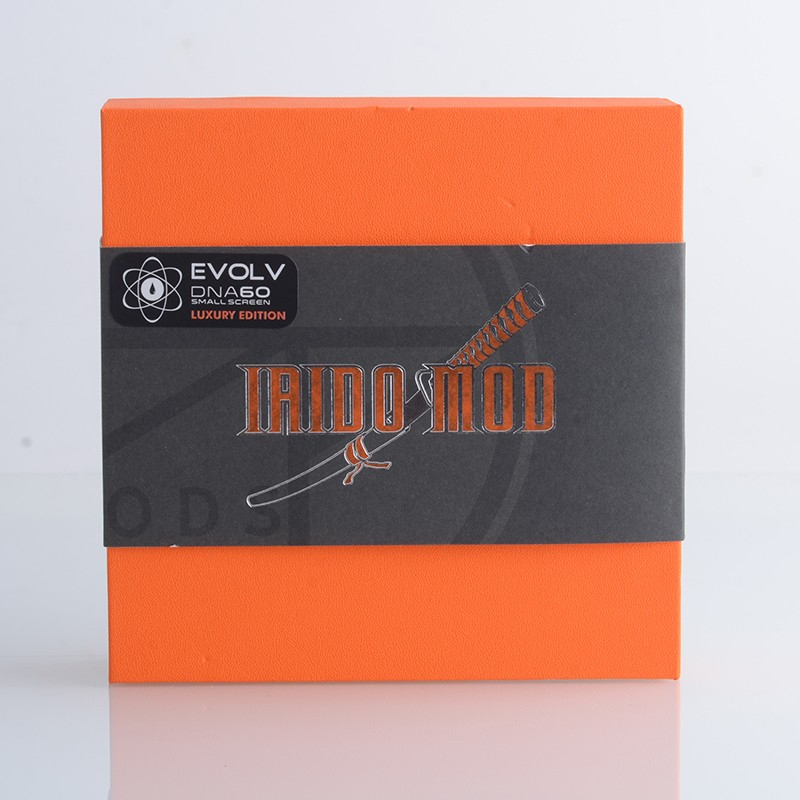 EVOLV
DNA60
SMALL SCREEN
LUXURY EDITION
IAIDO MOD
ODS